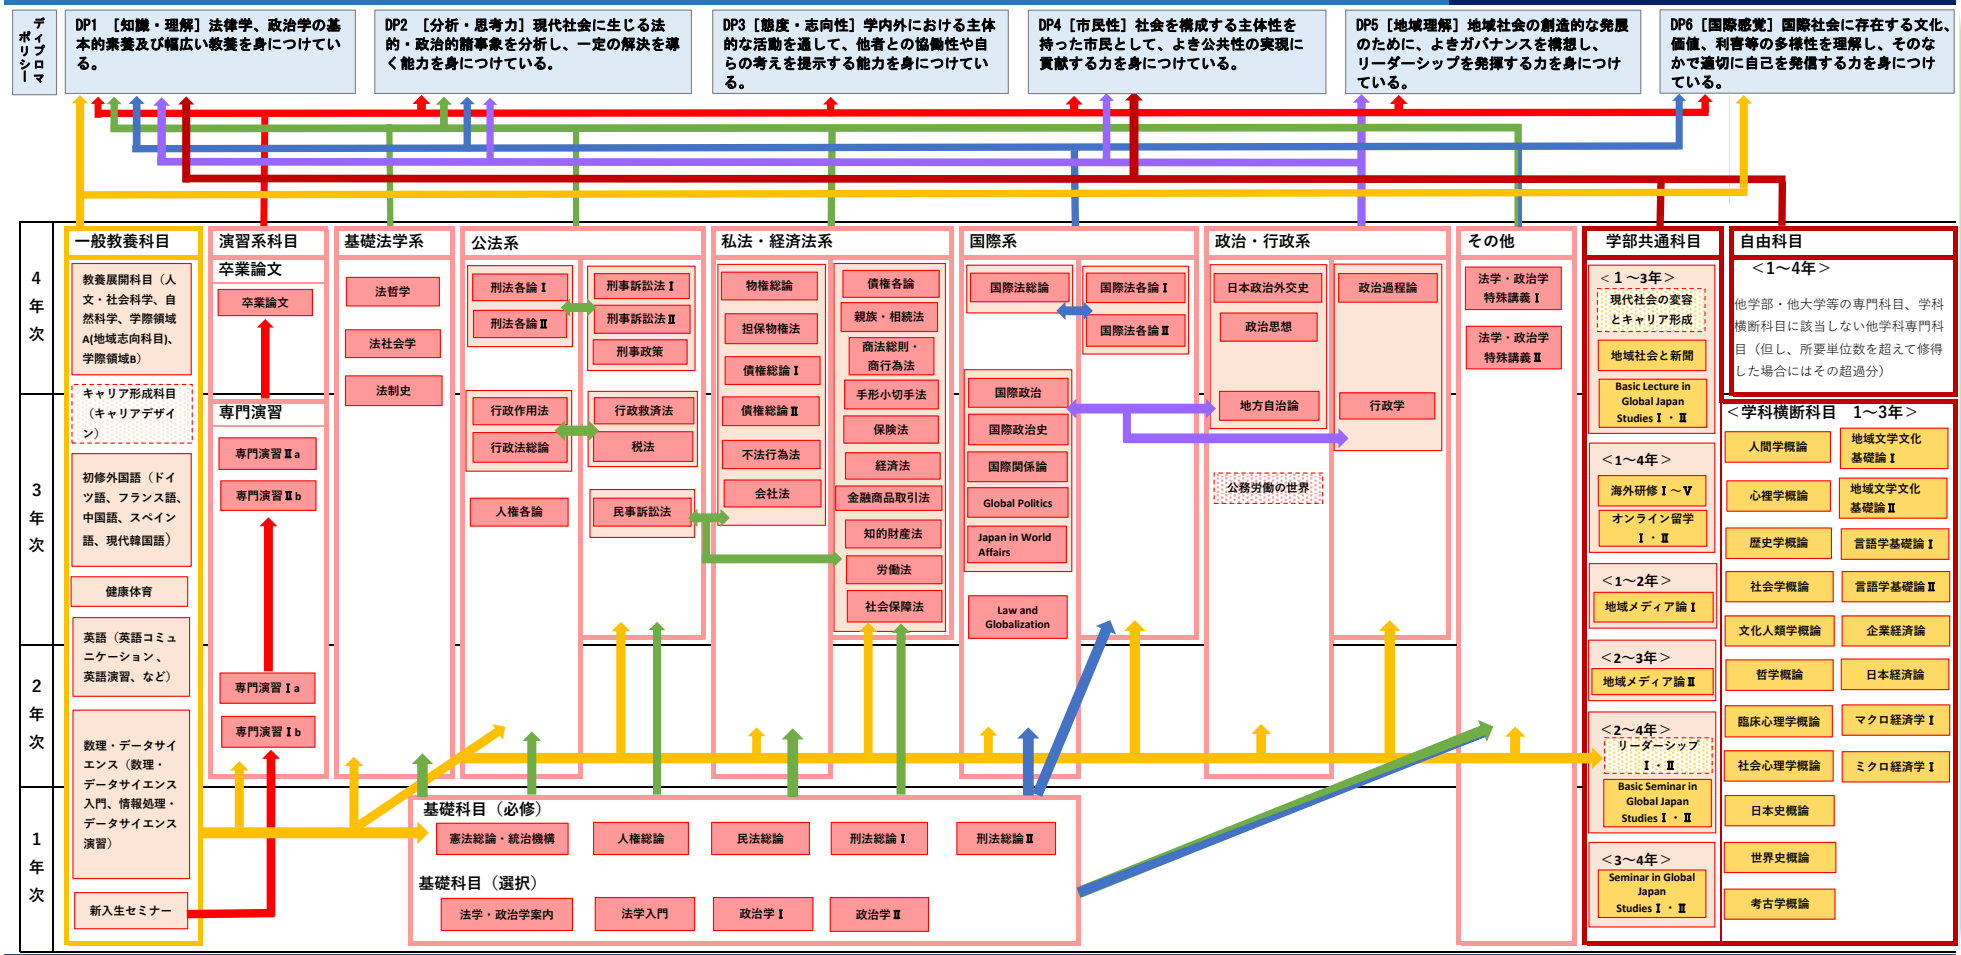 ディプロマ
ポリシー
DP1 [知識・理解] 法律学、政治学の基
本的素養及び幅広い教養を身につけてい
る。
DP2 [分析・思考力] 現代社会に生じる法
的・政治的諸事象を分析し、一定の解決を導
く能力を身につけている。
DP3 [態度・志向性] 学内外における主体
的な活動を通して、他者との協働性や自
らの考えを提示する能力を身につけてい
る。
DP4 [市民性] 社会を構成する主体性を
持った市民として、よき公共性の実現に
貢献する力を身につけている。
DP5 [地域理解] 地域社会の創造的な発展
のために、よきガバナンスを構想し、
リーダーシップを発揮する力を身につけ
ている。
DP6 [国際感覚] 国際社会に存在する文化、
価値、利害等の多様性を理解し、そのな
かで適切に自己を発信する力を身につけ
ている。
4年次
3年次
2年次
1年次
一般教養科目
教養展開科目（人
文・社会科学、自
然科学、学際領域
A(地域志向科目)、
学際領域B）
キャリア形成科目
（キャリアデザイ
ン）
初修外国語（ドイ
ツ語、フランス語、
中国語、スペイン
語、現代韓国語）
健康体育
英語（英語コミュ
ニケーション、
英語演習、など）
数理・データサイ
エンス（数理・
データサイエンス
入門、情報処理・
データサイエンス
演習）
新入生セミナー
演習系科目
卒業論文
卒業論文
専門演習
専門演習Ⅱa
専門演習Ⅱb
専門演習Ⅰa
専門演習Ⅰb
基礎法学系
法哲学
法社会学
法制史
公法系
刑法各論Ⅰ
刑法各論Ⅱ
刑事訴訟法Ⅰ
刑事訴訟法Ⅱ
刑事政策
行政作用法
行政法総論
行政救済法
税法
人権各論
民事訴訟法
私法・経済法系
物権総論
担保物権法
債権総論Ⅰ
債権総論Ⅱ
不法行為法
会社法
債権各論
親族・相続法
商法総則・
商行為法
手形小切手法
保険法
経済法
金融商品取引法
知的財産法
労働法
社会保障法
国際系
国際法総論
国際法各論Ⅰ
国際法各論Ⅱ
国際政治
国際政治史
国際関係論
Global Politics
Japan in World
Affairs
Law and
Globalization
政治・行政系
日本政治外交史
政治思想
地方自治論
政治過程論
行政学
公務労働の世界
その他
法学・政治学
特殊講義Ⅰ
法学・政治学
特殊講義Ⅱ
基礎科目（必修）
憲法総論・統治機構
人権総論
民法総論
刑法総論Ⅰ
刑法総論Ⅱ
基礎科目（選択）
法学・政治学案内
法学入門
政治学Ⅰ
政治学Ⅱ
学部共通科目
＜１～3年＞
現代社会の変容
とキャリア形成
地域社会と新聞
Basic Lecture in
Global Japan
Studies Ⅰ・Ⅱ
＜1～4年＞
海外研修Ⅰ～Ⅴ
オンライン留学
Ⅰ・Ⅱ
＜1～2年＞
地域メディア論Ⅰ
＜2～3年＞
地域メディア論Ⅱ
＜2～4年＞
リーダーシップ
Ⅰ・Ⅱ
Basic Seminar in
Global Japan
Studies Ⅰ・Ⅱ
＜3～4年＞
Seminar in Global
Japan
Studies Ⅰ・Ⅱ
自由科目
＜1～4年＞
他学部・他大学等の専門科目、学科
横断科目に該当しない他学科専門科
目（但し、所要単位数を超えて修得
した場合にはその超過分）
＜学科横断科目　1～3年＞
人間学概論
心裡学概論
歴史学概論
社会学概論
文化人類学概論
哲学概論
臨床心理学概論
社会心理学概論
日本史概論
世界史概論
考古学概論
地域文学文化
基礎論Ⅰ
地域文学文化
基礎論Ⅱ
言語学基礎論Ⅰ
言語学基礎論Ⅱ
企業経済論
日本経済論
マクロ経済学Ⅰ
ミクロ経済学Ⅰ